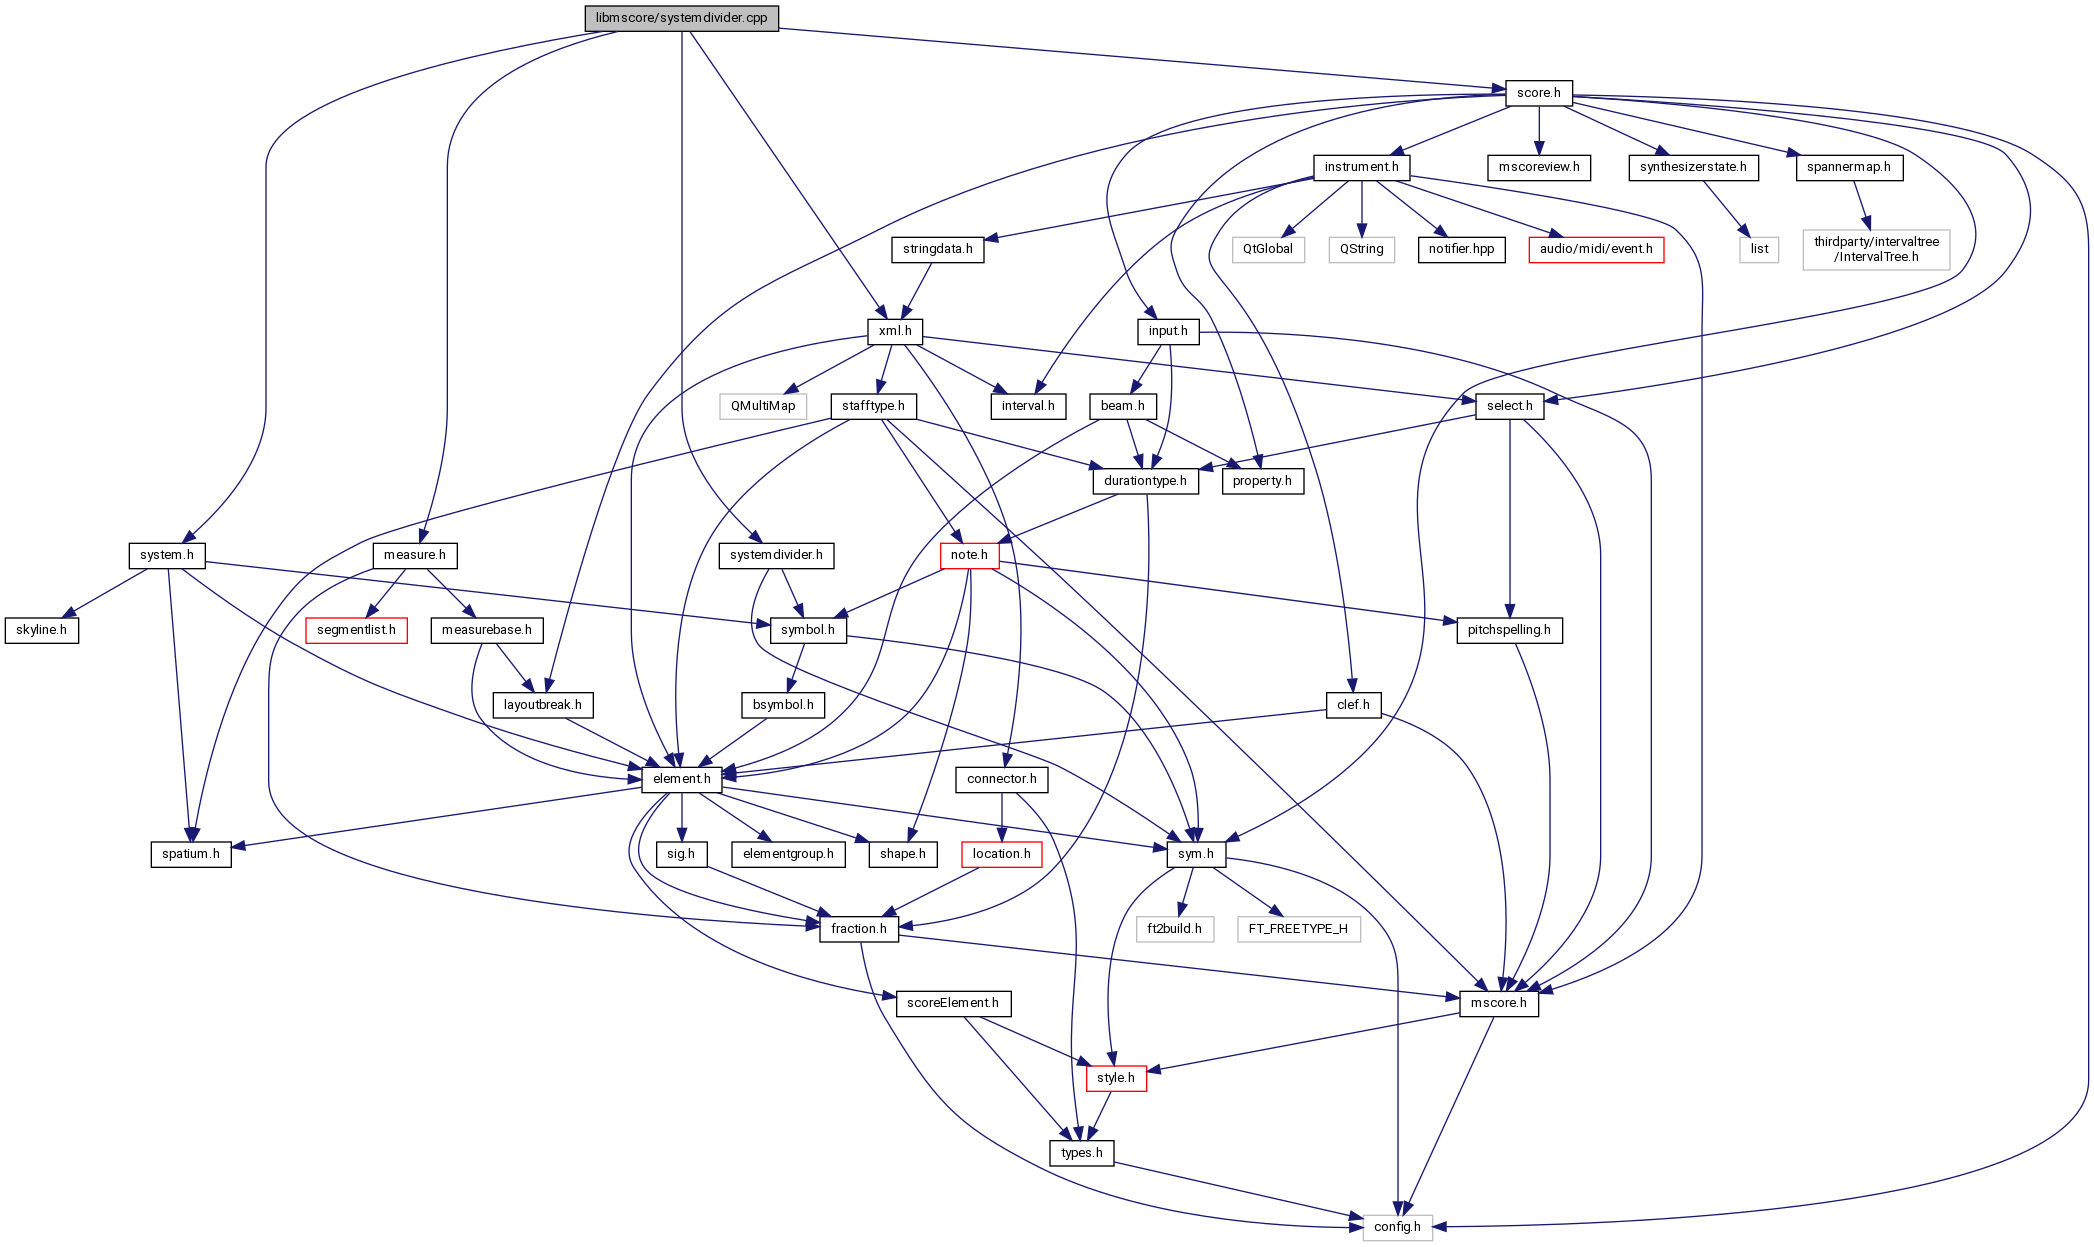 libmscore/systemdivider.cpp
score.h
instrument.h
mscoreview.h
synthesizerstate.h
spannermap.h
stringdata.h
QtGlobal
QString
notifier.hpp
audio/midi/event.h
list
thirdparty/intervaltree
/IntervalTree.h
xml.h
input.h
QMultiMap
stafftype.h
interval.h
beam.h
select.h
durationtype.h
property.h
system.h
measure.h
systemdivider.h
note.h
skyline.h
segmentlist.h
measurebase.h
symbol.h
pitchspelling.h
layoutbreak.h
bsymbol.h
clef.h
element.h
connector.h
spatium.h
sig.h
elementgroup.h
shape.h
location.h
sym.h
fraction.h
ft2build.h
FT_FREETYPE_H
scoreElement.h
mscore.h
style.h
types.h
config.h